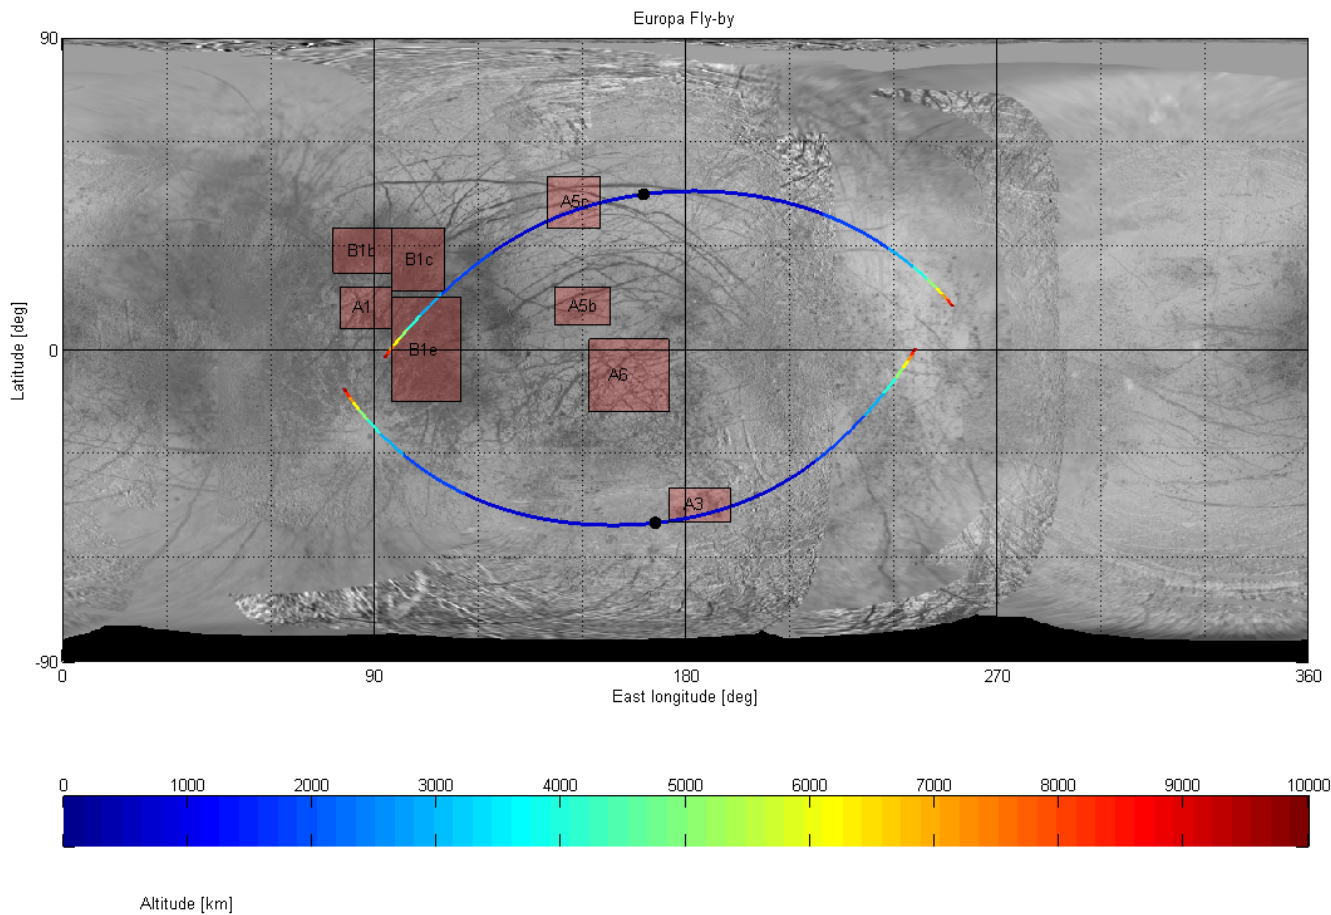 Europa Fly-by
90
A5c
B1b
B1c
A1
A5b
Latitude [deg]
0
B1e
A6
A3
-90
0 90 180 270 360
East longitude [deg]
0 1000 2000 3000 4000 5000 6000 7000 8000 9000 10000
Altitude [km]